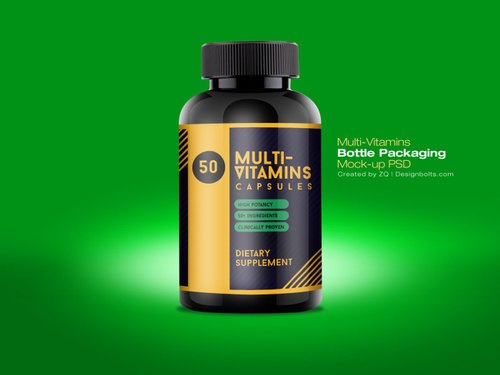 50
MULTI-
VITAMINS
CAPSULES
HIGH POTENCY
50+ INGREDIENTS
CLINICALLY PROVEN
DIETARY
SUPPLEMENT
Multi-Vitamins
Bottle Packaging
Mock-up PSD
Created by ZQ | Designbolts.com